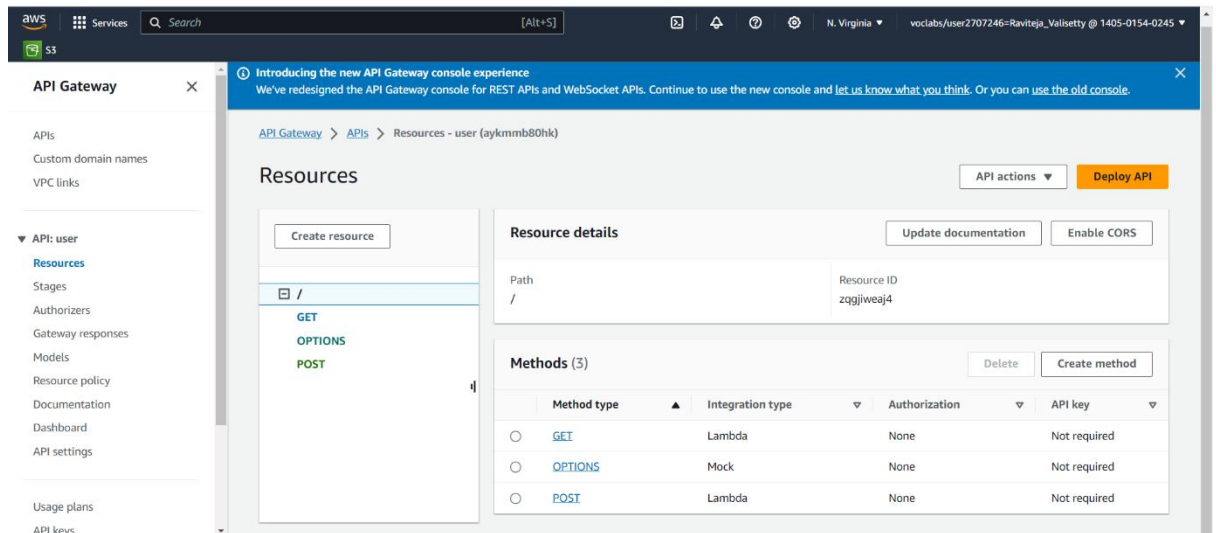 aws Services Search [Alt+S] N. Virginia ▼ voclabs/user2707246=Raviteja_Valisetty @ 1405-0154-0245 ▼
S3
API Gateway
APIs
Custom domain names
VPC links
▼ API: user
Resources
Stages
Authorizers
Gateway responses
Models
Resource policy
Documentation
Dashboard
API settings
Usage plans
API keys
Introducing the new API Gateway console experience
We've redesigned the API Gateway console for REST APIs and WebSocket APIs. Continue to use the new console and let us know what you think. Or you can use the old console.
API Gateway > APIs > Resources - user (aykmmb80hk)
Resources
API actions ▼ Deploy API
Create resource
/
GET
OPTIONS
POST
Resource details
Update documentation Enable CORS
Path Resource ID
/ zqgjiweaj4
Methods (3)
Delete Create method
Method type Integration type Authorization API key
GET Lambda None Not required
OPTIONS Mock None Not required
POST Lambda None Not required